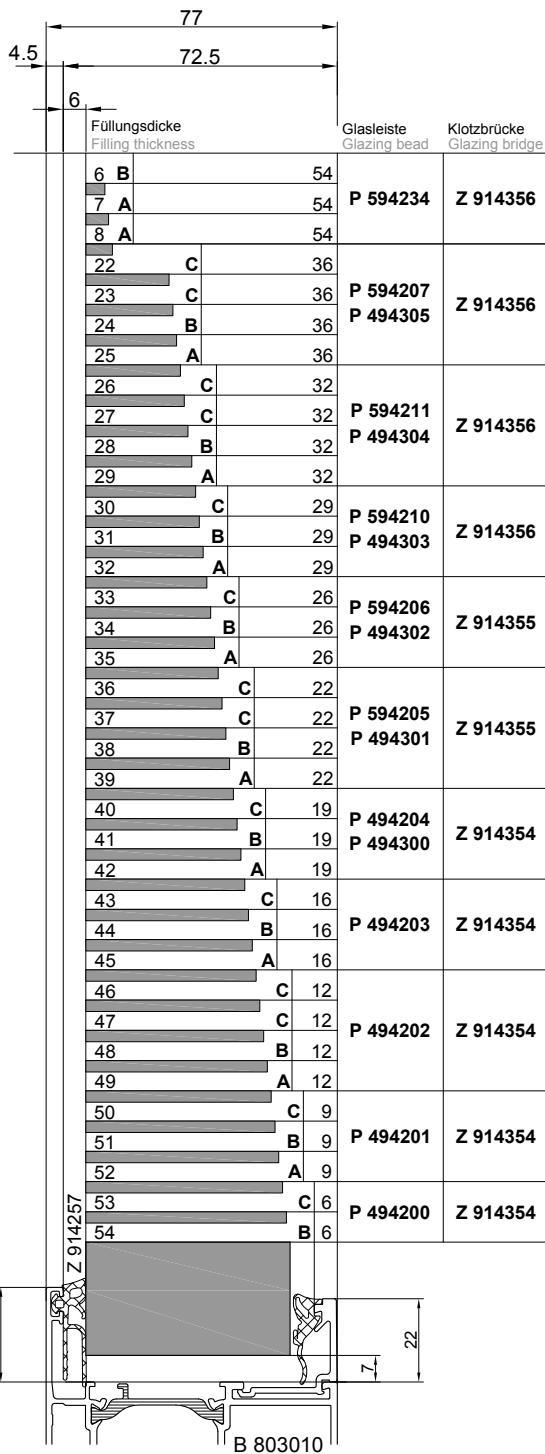 77
4.5 72.5
6
Füllungsdicke Glasleiste Klotzbrücke
Filling thickness Glazing bead Glazing bridge
6 B 54
7 A 54 P 594234 Z 914356
8 A 54
22 C 36
23 C 36 P 594207 Z 914356
24 B 36 P 494305
25 A 36
26 C 32
27 C 32 P 594211 Z 914356
28 B 32 P 494304
29 A 32
30 C 29 P 594210
31 B 29 P 494303 Z 914356
32 A 29
33 C 26 P 594206
34 B 26 P 494302 Z 914355
35 A 26
36 C 22
37 C 22 P 594205 Z 914355
38 B 22 P 494301
39 A 22
40 C 19 P 494204
41 B 19 P 494300 Z 914354
42 A 19
43 C 16
44 B 16 P 494203 Z 914354
45 A 16
46 C 12
47 C 12 P 494202 Z 914354
48 B 12
49 A 12
50 C 9
51 B 9 P 494201 Z 914354
52 A 9
53 C 6 P 494200 Z 914354
54 B 6
Z 914257
22
7
B 803010